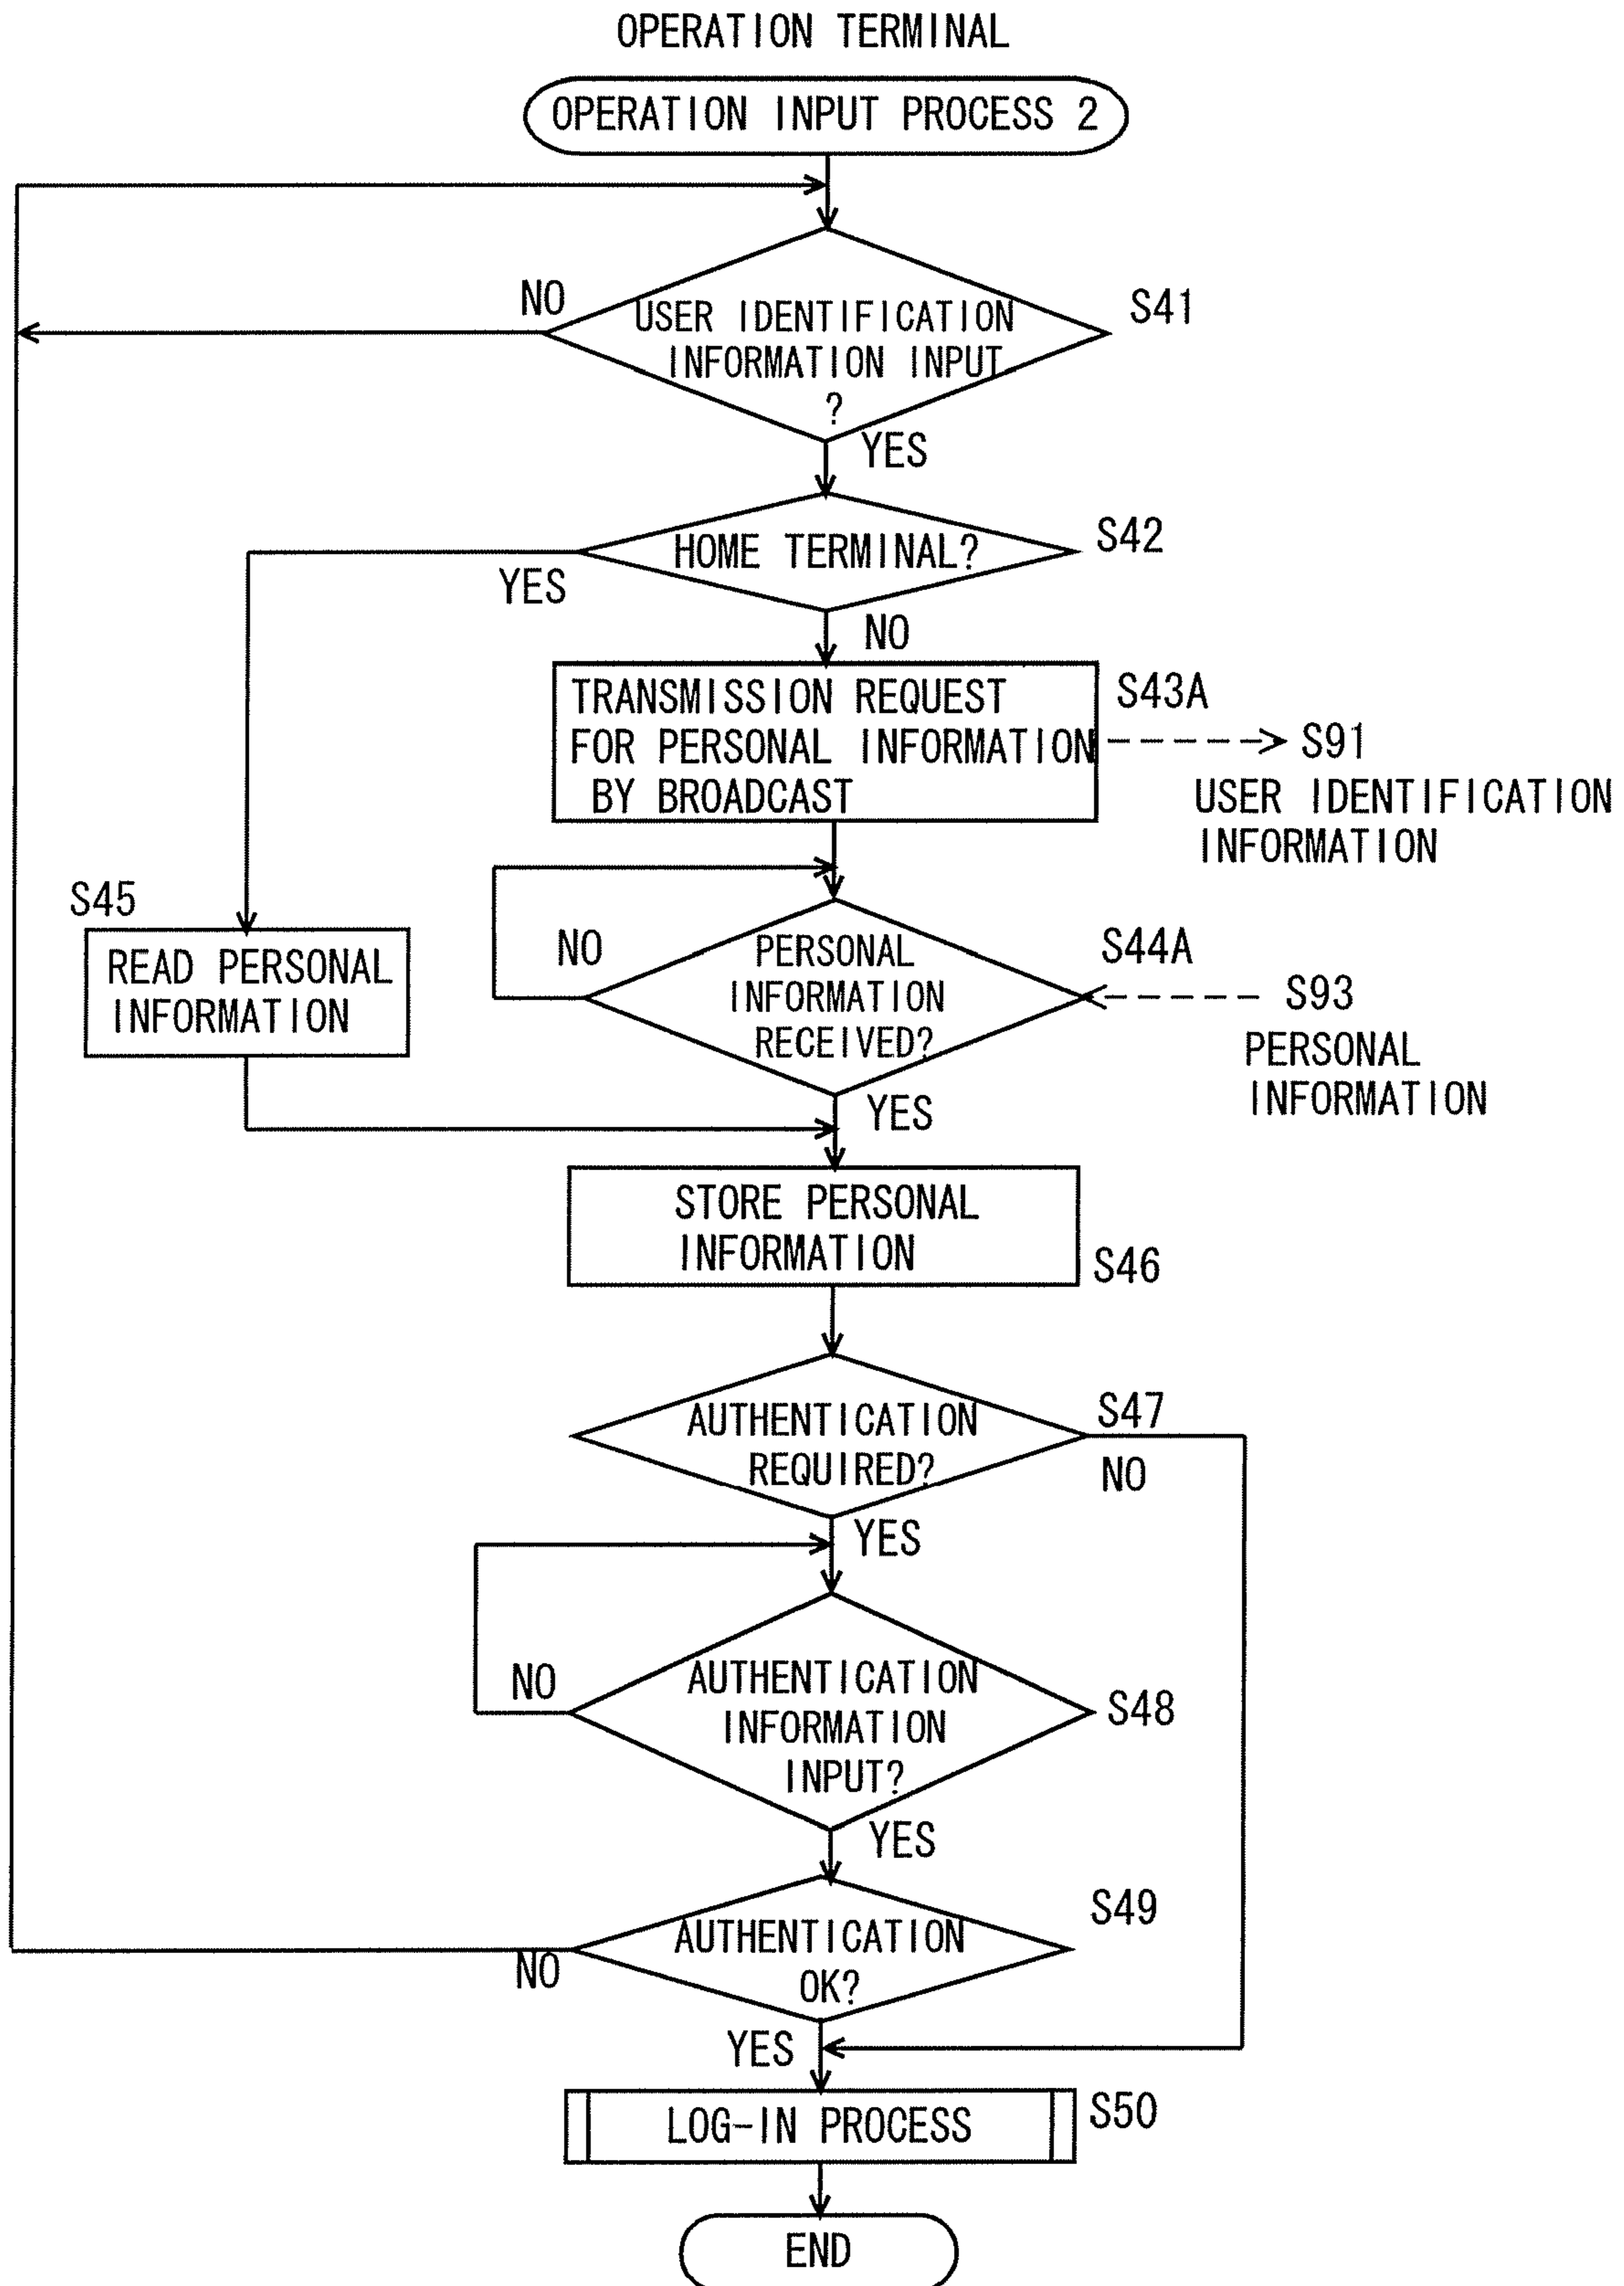 OPERATION TERMINAL
OPERATION INPUT PROCESS 2
NO
S41
USER IDENTIFICATION
INFORMATION INPUT
?
YES
S42
HOME TERMINAL?
YES
NO
S43A
TRANSMISSION REQUEST
FOR PERSONAL INFORMATION
BY BROADCAST
S91
USER IDENTIFICATION
INFORMATION
S45
READ PERSONAL
INFORMATION
NO
PERSONAL
INFORMATION
RECEIVED?
S44A
S93
PERSONAL
INFORMATION
YES
STORE PERSONAL
INFORMATION
S46
AUTHENTICATION
REQUIRED?
S47
NO
YES
NO
AUTHENTICATION
INFORMATION
INPUT?
S48
YES
S49
AUTHENTICATION
OK?
NO
YES
LOG-IN PROCESS
S50
END